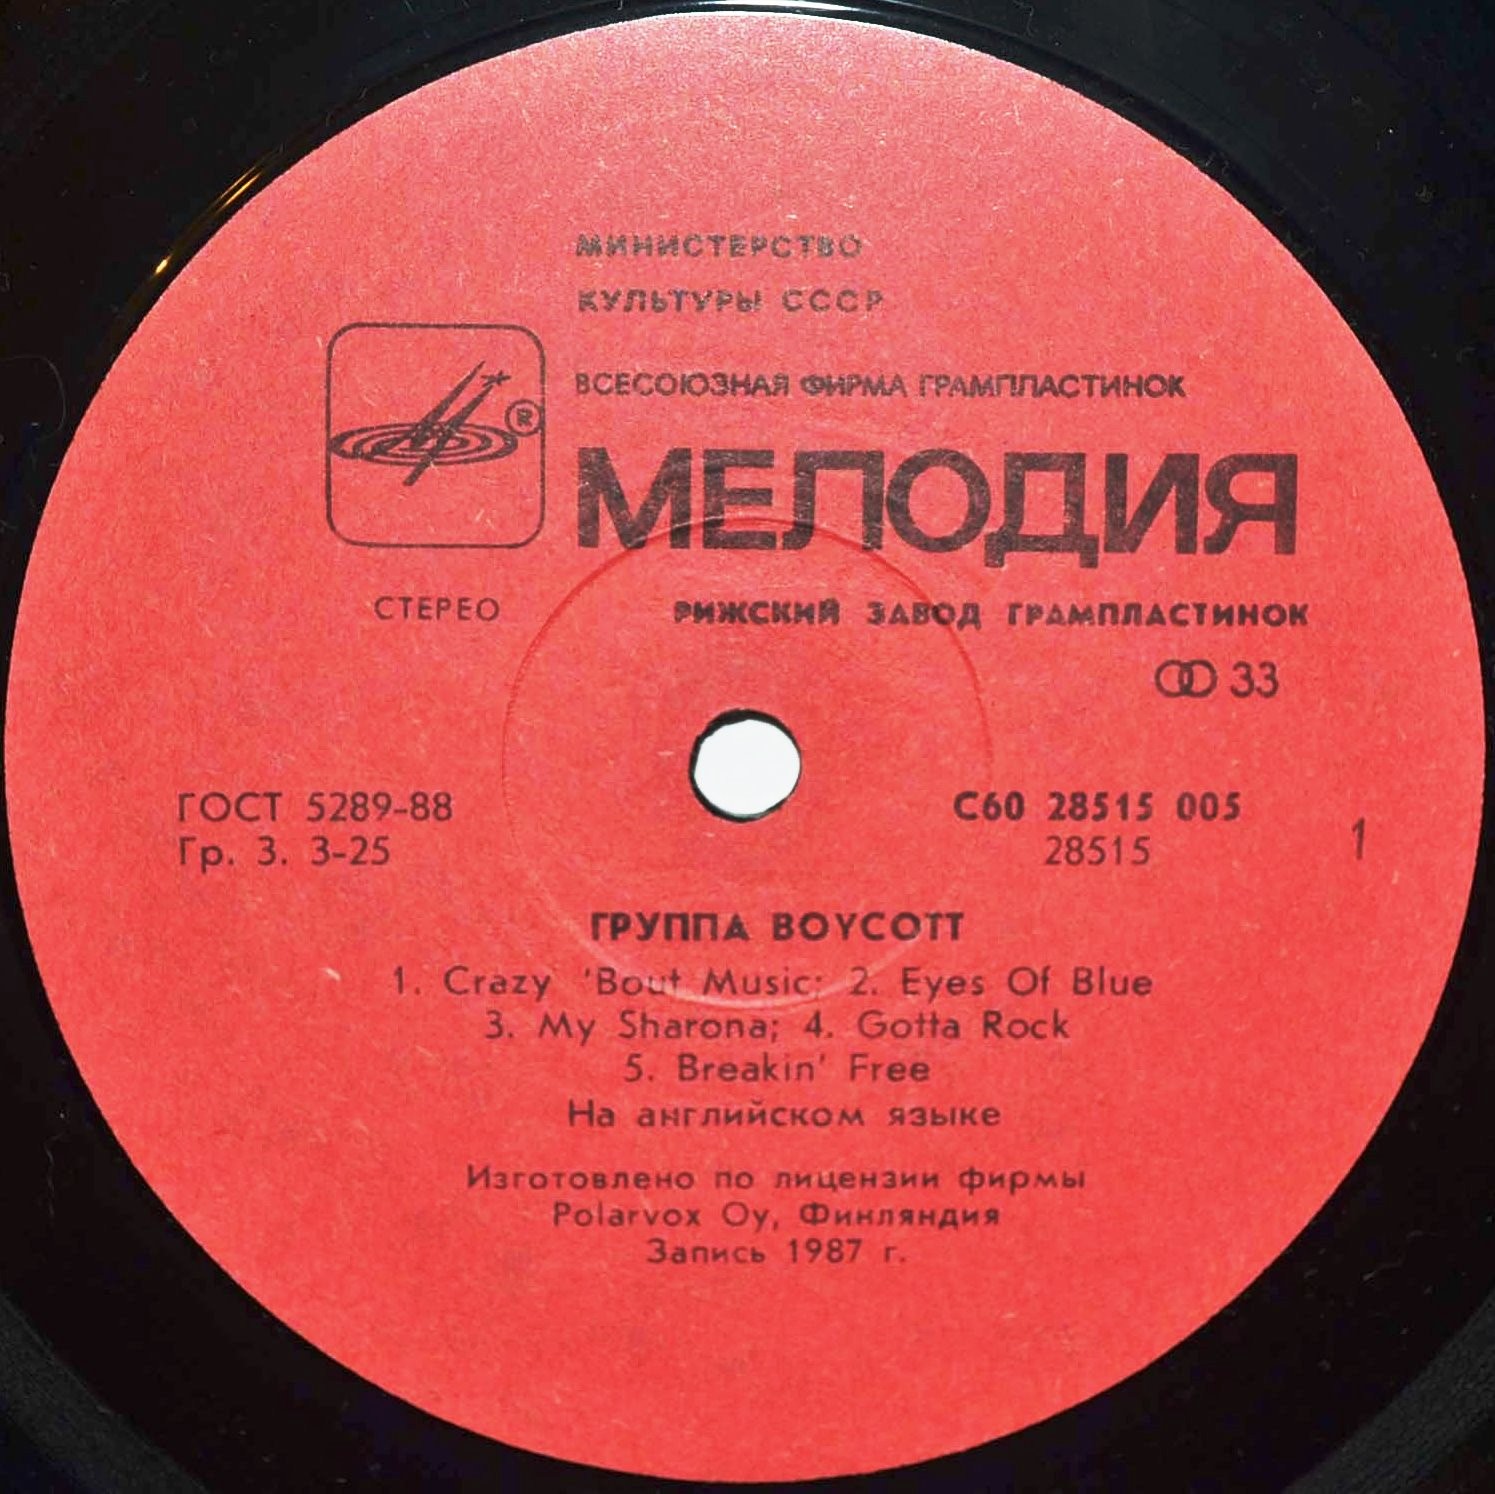 МИНИСТЕРСТВО
КУЛЬТУРЫ СССР
ВСЕСОЮЗНАЯ ФИРМА ГРАМПЛАСТИНОК
®
МЕЛОДИЯ
СТЕРЕО
РИЖСКИЙ ЗАВОД ГРАМПЛАСТИНОК
33
ГОСТ 5289-88
Гр. 3. 3-25
С60 28515 005
28515
1
ГРУППА BOYCOTT
1. Crazy 'Bout Music; 2. Eyes Of Blue
3. My Sharona; 4. Gotta Rock
5. Breakin' Free
На английском языке
Изготовлено по лицензии фирмы
Polarvox Oy, Финляндия
Запись 1987 г.